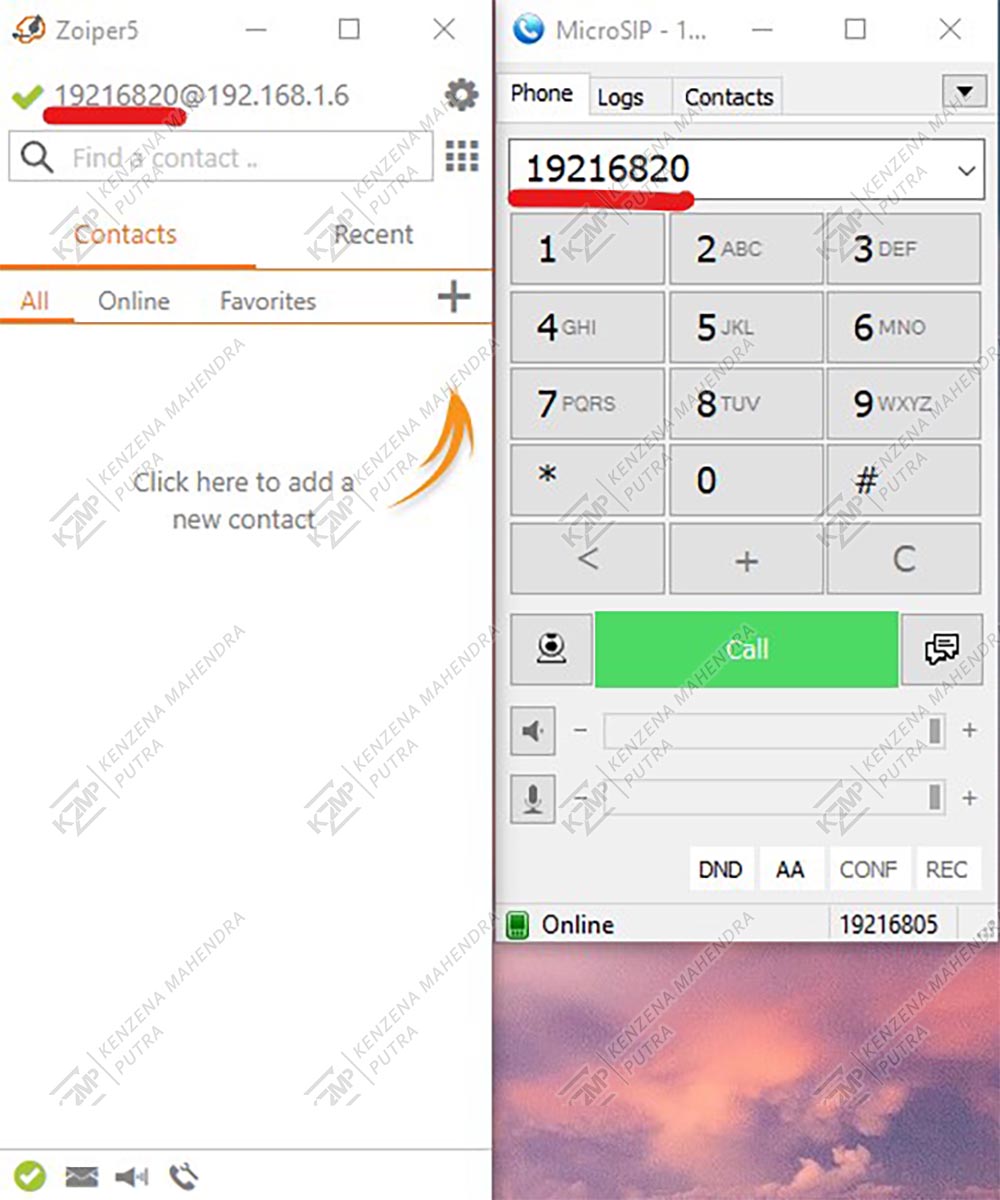 Zoiper5
19216820@192.168.1.6
Find a contact ..
Contacts Recent
All Online Favorites
Click here to add a
new contact
MicroSIP - 1...
Phone Logs Contacts
19216820
1 2 ABC 3 DEF
4 GHI 5 JKL 6 MNO
7 PQRS 8 TUV 9 WXYZ
* 0 #
< + C
Call
- +
- +
DND AA CONF REC
Online 19216805
KZMP | KENZENA MAHENDRA
PUTRA